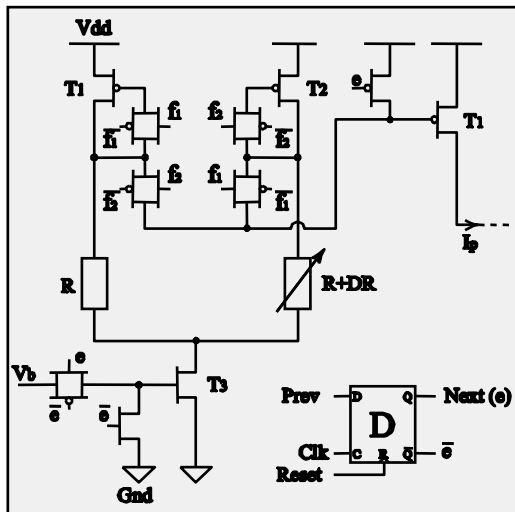 Vdd
T1
T2
e
T1
f1
f2
f1
f2
f2
f1
f2
f1
Ip
R
R+DR
Vb
e
e
e
T3
Gnd
Prev
D
Q
Next (e)
D
Clk
C
R
Q
e
Reset